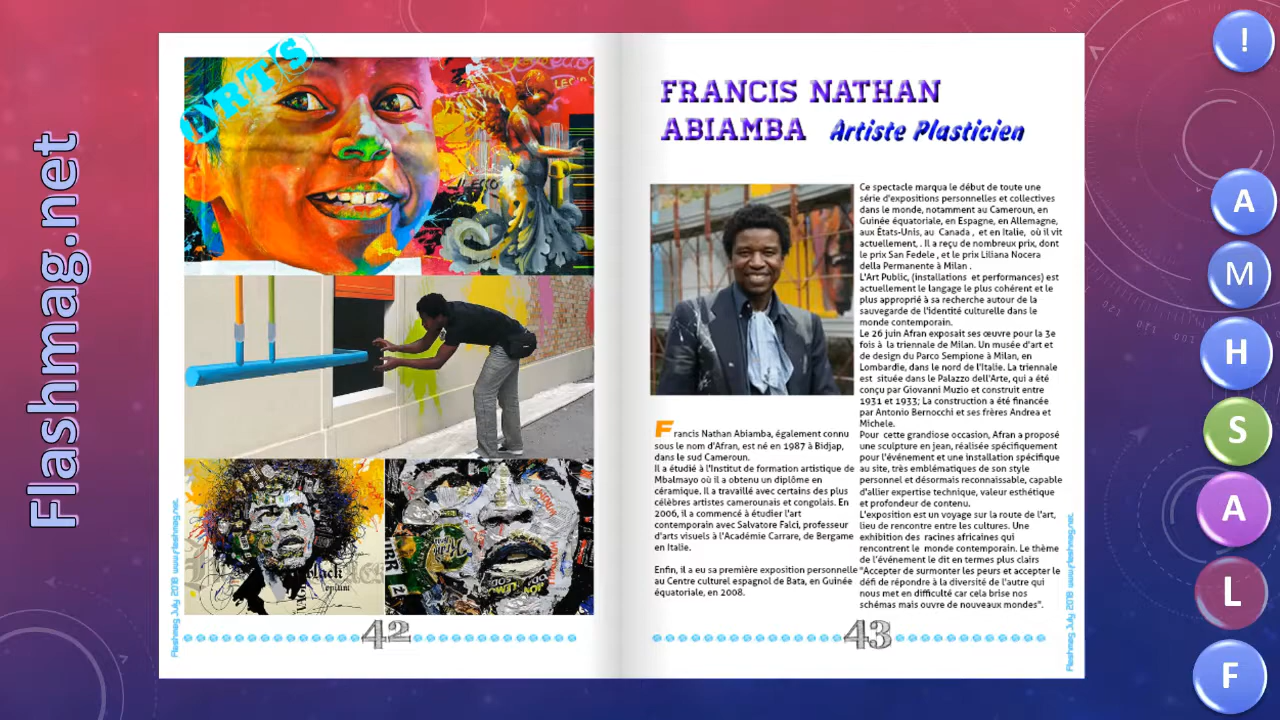 Flashmag.net
ARTS
LEGO
black
opium
42
Flashmag July 2018 www.flashmag.net
FRANCIS NATHAN
ABIAMBA Artiste Plasticien
Francis Nathan Abiamba, également connu
sous le nom d'Afran, est né en 1987 à Bidjap,
dans le sud Cameroun.
Il a étudié à l'Institut de formation artistique de
Mbalmayo où il a obtenu un diplôme en
céramique. Il a travaillé avec certains des plus
célèbres artistes camerounais et congolais. En
2006, il a commencé à étudier l'art
contemporain avec Salvatore Falci, professeur
d'arts visuels à l'Académie Carrare, de Bergame
en Italie.
Enfin, il a eu sa première exposition personnelle
au Centre culturel espagnol de Bata, en Guinée
équatoriale, en 2008.
Ce spectacle marqua le début de toute une
série d'expositions personnelles et collectives
dans le monde, notamment au Cameroun, en
Guinée équatoriale, en Espagne, en Allemagne,
aux États-Unis, au Canada , et en Italie, où il vit
actuellement, . Il a reçu de nombreux prix, dont
le prix San Fedele , et le prix Liliana Nocera
della Permanente à Milan .
L'Art Public, (installations et performances) est
actuellement le langage le plus cohérent et le
plus approprié à sa recherche autour de la
sauvegarde de l'identité culturelle dans le
monde contemporain.
Le 26 juin Afran exposait ses œuvre pour la 3e
fois à la triennale de Milan. Un musée d'art et
de design du Parco Sempione à Milan, en
Lombardie, dans le nord de l'Italie. La triennale
est située dans le Palazzo dell'Arte, qui a été
conçu par Giovanni Muzio et construit entre
1931 et 1933; La construction a été financée
par Antonio Bernocchi et ses frères Andrea et
Michele.
Pour cette grandiose occasion, Afran a proposé
une sculpture en jean, réalisée spécifiquement
pour l'événement et une installation spécifique
au site, très emblématiques de son style
personnel et désormais reconnaissable, capable
d'allier expertise technique, valeur esthétique
et profondeur de contenu.
L'exposition est un voyage sur la route de l'art,
lieu de rencontre entre les cultures. Une
exhibition des racines africaines qui
rencontrent le monde contemporain. Le thème
de l'événement le dit en termes plus clairs
"Accepter de surmonter les peurs et accepter le
défi de répondre à la diversité de l'autre qui
nous met en difficulté car cela brise nos
schémas mais ouvre de nouveaux mondes".
43
Flashmag July 2018 www.flashmag.net
!
A
M
H
S
A
L
F